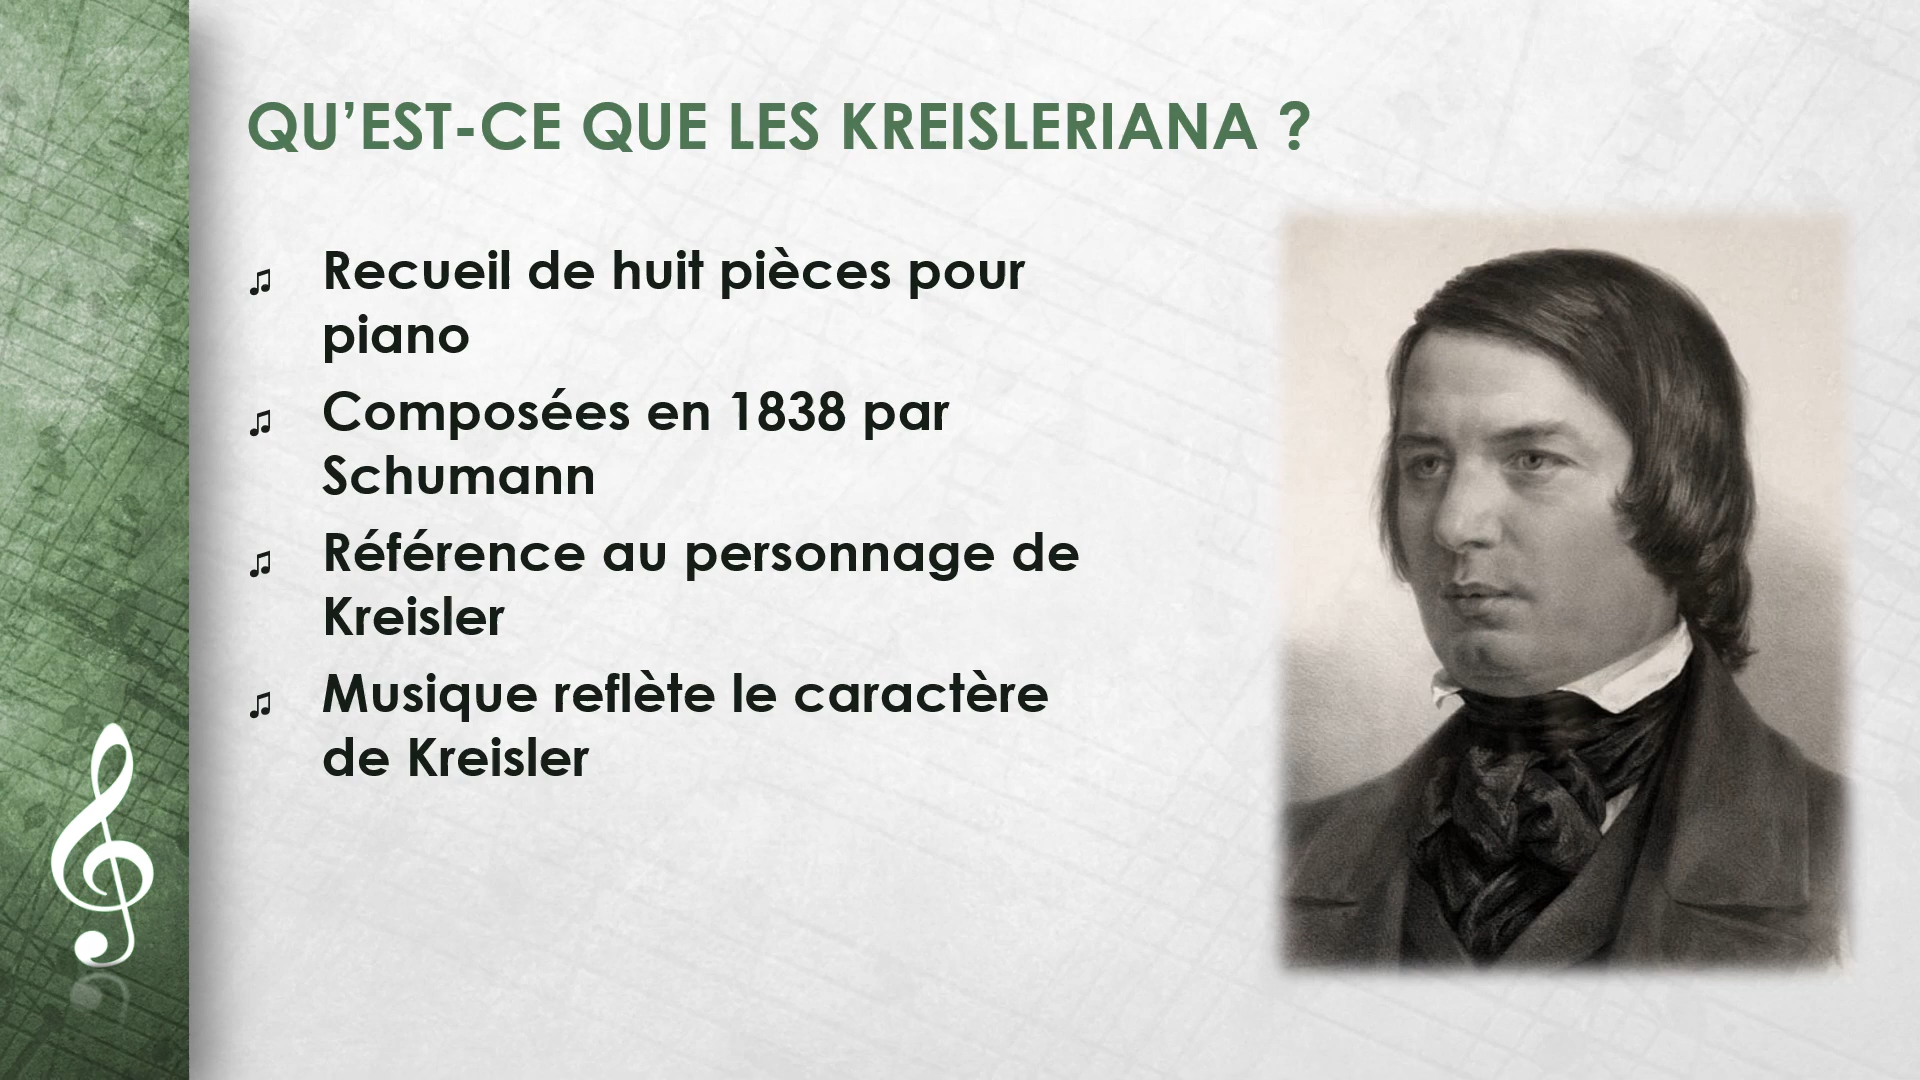 QU’EST-CE QUE LES KREISLERIANA ?
♫ Recueil de huit pièces pour
piano
♫ Composées en 1838 par
Schumann
♫ Référence au personnage de
Kreisler
♫ Musique reflète le caractère
de Kreisler